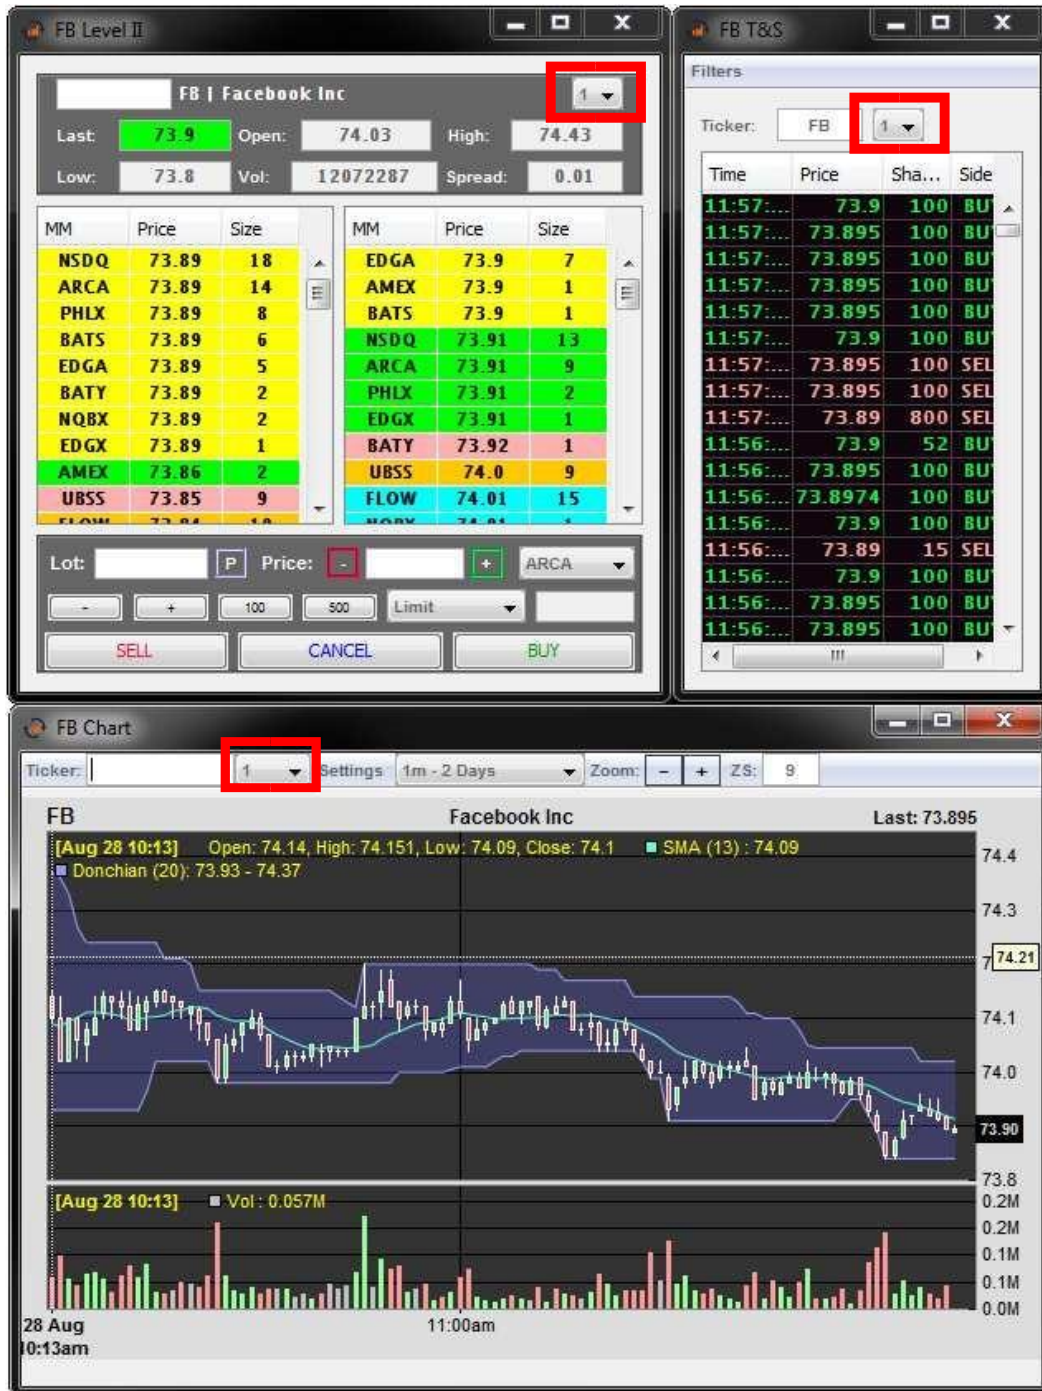 FB Level II
FB | Facebook Inc
1
Last: 73.9 Open: 74.03 High: 74.43
Low: 73.8 Vol: 12072287 Spread: 0.01
MM Price Size MM Price Size
NSDQ 73.89 18 EDGA 73.9 7
ARCA 73.89 14 AMEX 73.9 1
PHLX 73.89 8 BATS 73.9 1
BATS 73.89 6 NSDQ 73.91 13
EDGA 73.89 5 ARCA 73.91 9
BATY 73.89 2 PHLX 73.91 2
NQBX 73.89 2 EDGX 73.91 1
EDGX 73.89 1 BATY 73.92 1
AMEX 73.86 2 UBSS 74.0 9
UBSS 73.85 9 FLOW 74.01 15
Lot: P Price: - + ARCA
- + 100 500 Limit
SELL CANCEL BUY
FB T&S
Filters
Ticker: FB 1
Time Price Sha... Side
11:57:... 73.9 100 BU
11:57:... 73.895 100 BU
11:57:... 73.895 100 BU
11:57:... 73.895 100 BU
11:57:... 73.895 100 BU
11:57:... 73.9 100 BU
11:57:... 73.895 100 SEL
11:57:... 73.895 100 SEL
11:57:... 73.89 800 SEL
11:56:... 73.9 52 BU
11:56:... 73.895 100 BU
11:56:... 73.8974 100 BU
11:56:... 73.9 100 BU
11:56:... 73.89 15 SEL
11:56:... 73.9 100 BU
11:56:... 73.895 100 BU
11:56:... 73.895 100 BU
FB Chart
Ticker: 1 Settings 1m - 2 Days Zoom: - + ZS: 9
FB Facebook Inc Last: 73.895
[Aug 28 10:13] Open: 74.14, High: 74.151, Low: 74.09, Close: 74.1 SMA (13) : 74.09
Donchian (20): 73.93 - 74.37
74.4
74.3
74.21
74.1
74.0
73.90
73.8
[Aug 28 10:13] Vol : 0.057M
0.2M
0.2M
0.1M
0.1M
0.0M
28 Aug 11:00am
10:13am